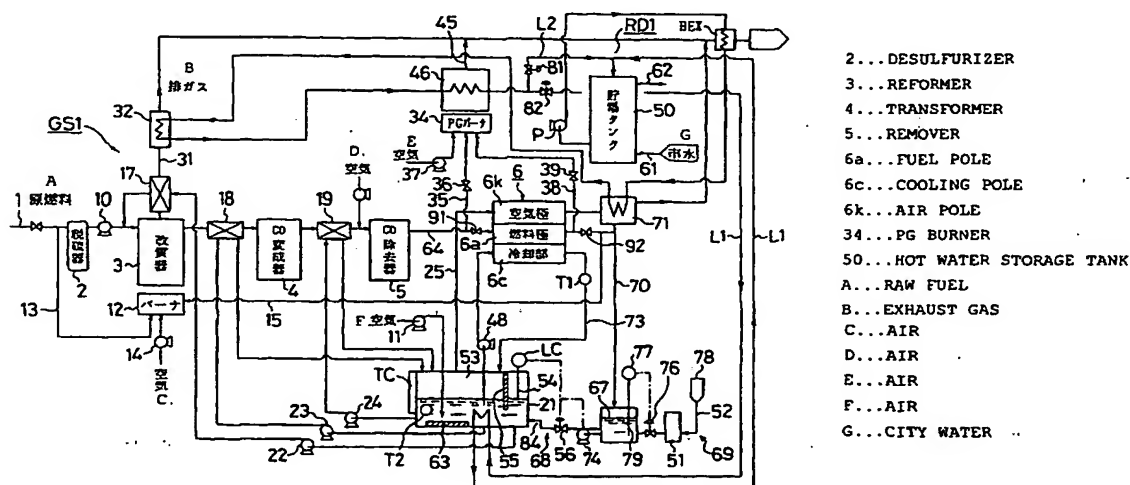 45
L2
RD1
BEX
B
排ガス
46
81
62
32
82
貯湯タンク
50
GS1
34
PGバーナ
P
G
市水
31
E
空気
37
D.
空気
36
39
61
A
原燃料
17
35
38
6
1
10
18
19
6k
空気極
W
71
91
脱硫器
改質器
CO変成器
CO除去器
64
6a
燃料極
92
L1
L1
3
25
6c
冷却部
2
4
5
T1
70
13
12
バーナ
15
F.空気
11
48
73
14
53
LC
77
78
空気
C.
TC
54
67
76
24
21
52
23
T2
63
55
84
68
56
74
79
51
69
22
2...DESULFURIZER
3...REFORMER
4...TRANSFORMER
5...REMOVER
6a...FUEL POLE
6c...COOLING POLE
6k...AIR POLE
34...PG BURNER
50...HOT WATER STORAGE TANK
A...RAW FUEL
B...EXHAUST GAS
C...AIR
D...AIR
E...AIR
F...AIR
G...CITY WATER